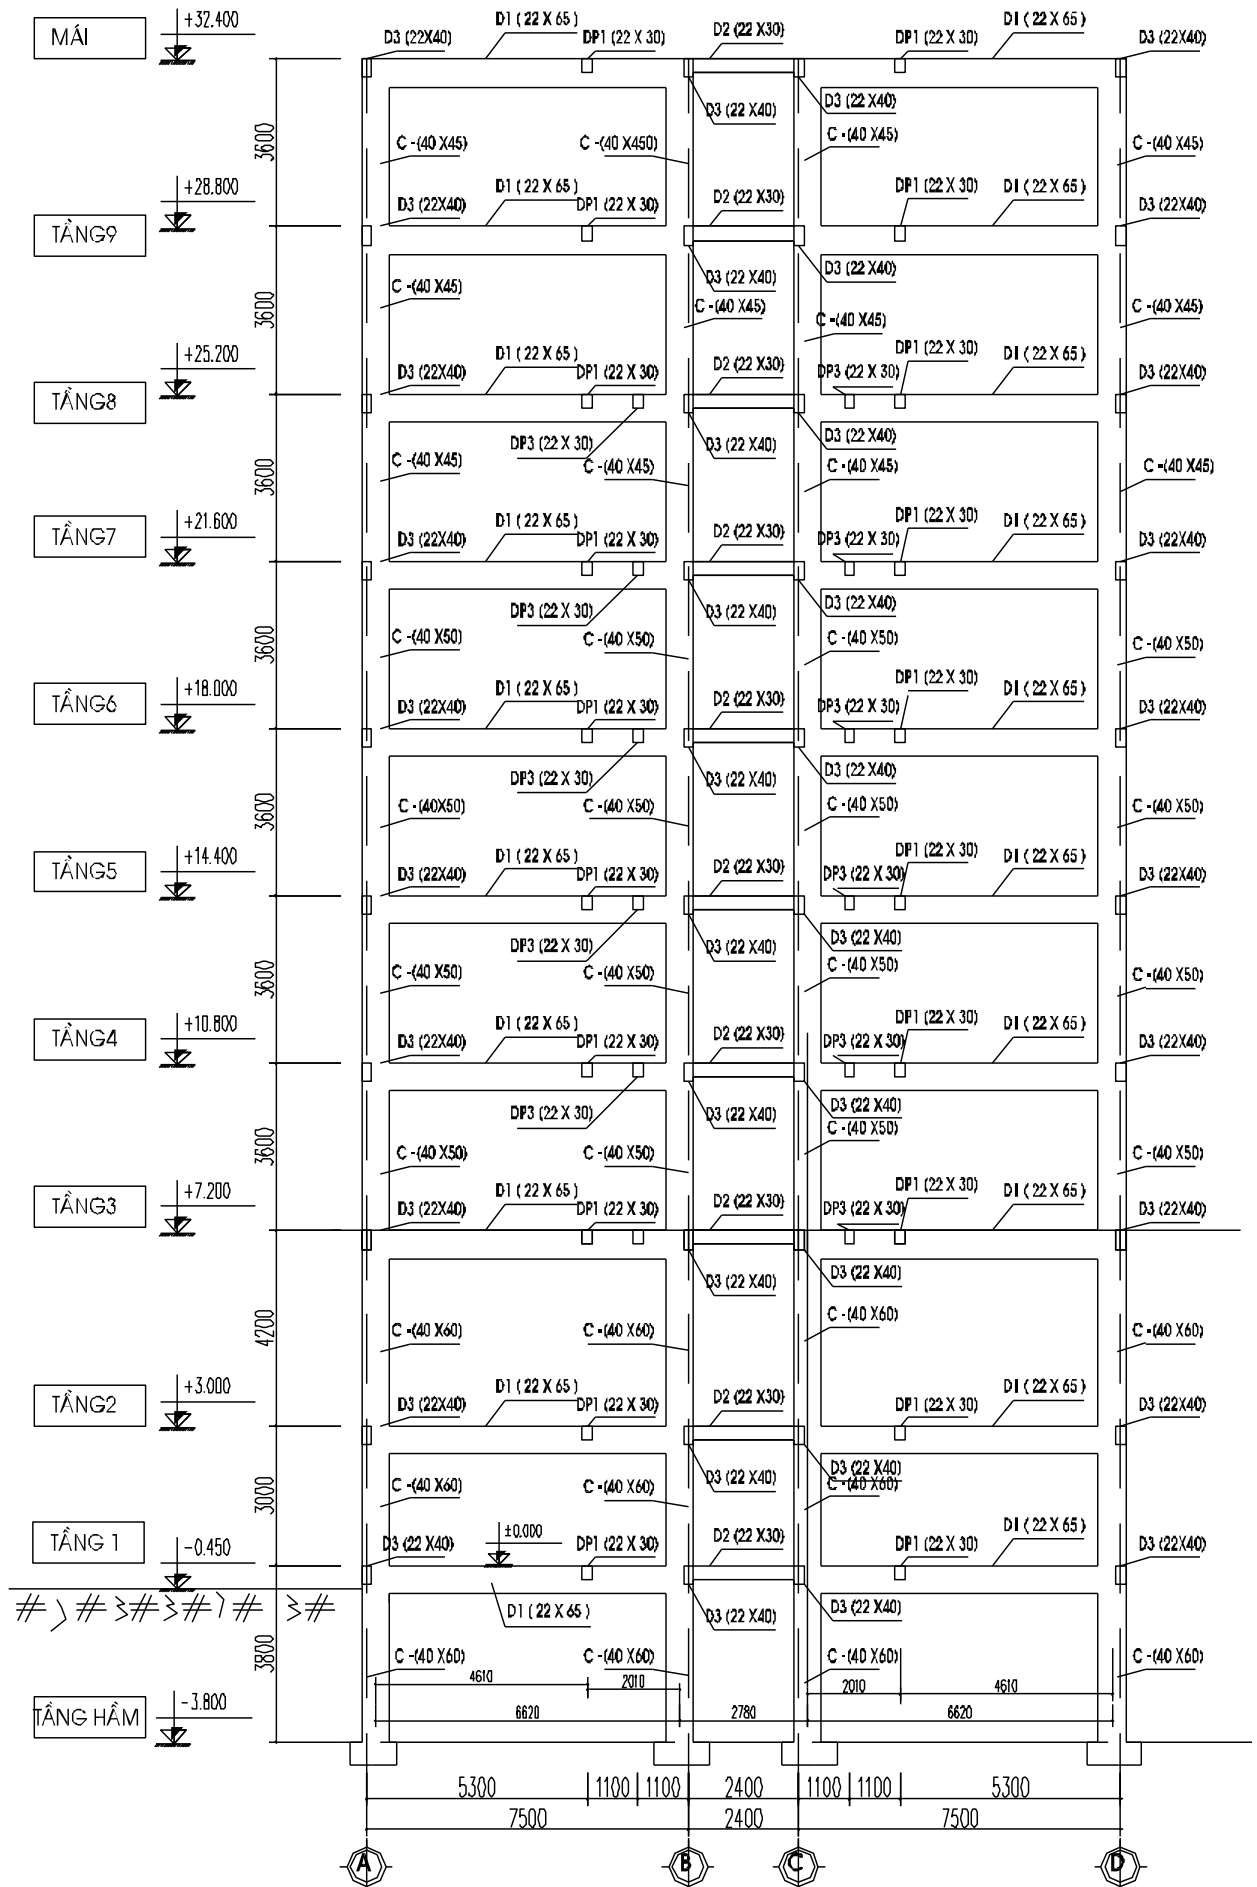 MÁI +32.400 D3 (22X40) D1 ( 22 X 65 ) DP1 (22 X 30) D2 (22 X30) DP1 (22 X 30) D1 ( 22 X 65 ) D3 (22X40)
D3 (22 X40) D3 (22 X40)
3600 C -(40 X45) C -(40 X450) C -(40 X45) C -(40 X45)
TẦNG9 +28.800 D3 (22X40) D1 ( 22 X 65 ) DP1 (22 X 30) D2 (22 X30) DP1 (22 X 30) D1 ( 22 X 65 ) D3 (22X40)
D3 (22 X40) D3 (22 X40)
3600 C -(40 X45) C -(40 X45) C -(40 X45) C -(40 X45)
TẦNG8 +25.200 D3 (22X40) D1 ( 22 X 65 ) DP1 (22 X 30) D2 (22 X30) DP3 (22 X 30) DP1 (22 X 30) D1 ( 22 X 65 ) D3 (22X40)
DP3 (22 X 30) D3 (22 X40) D3 (22 X40)
3600 C -(40 X45) C -(40 X45) C -(40 X45) C -(40 X45)
TẦNG7 +21.600 D3 (22X40) D1 ( 22 X 65 ) DP1 (22 X 30) D2 (22 X30) DP3 (22 X 30) DP1 (22 X 30) D1 ( 22 X 65 ) D3 (22X40)
DP3 (22 X 30) D3 (22 X40) D3 (22 X40)
3600 C -(40 X50) C -(40 X50) C -(40 X50) C -(40 X50)
TẦNG6 +18.000 D3 (22X40) D1 ( 22 X 65 ) DP1 (22 X 30) D2 (22 X30) DP3 (22 X 30) DP1 (22 X 30) D1 ( 22 X 65 ) D3 (22X40)
DP3 (22 X 30) D3 (22 X40) D3 (22 X40)
3600 C -(40X50) C -(40 X50) C -(40 X50) C -(40 X50)
TẦNG5 +14.400 D3 (22X40) D1 ( 22 X 65 ) DP1 (22 X 30) D2 (22 X30) DP3 (22 X 30) DP1 (22 X 30) D1 ( 22 X 65 ) D3 (22X40)
DP3 (22 X 30) D3 (22 X40) D3 (22 X40)
3600 C -(40 X50) C -(40 X50) C -(40 X50) C -(40 X50)
TẦNG4 +10.800 D3 (22X40) D1 ( 22 X 65 ) DP1 (22 X 30) D2 (22 X30) DP3 (22 X 30) DP1 (22 X 30) D1 ( 22 X 65 ) D3 (22X40)
DP3 (22 X 30) D3 (22 X40) D3 (22 X40)
3600 C -(40 X50) C -(40 X50) C -(40 X50) C -(40 X50)
TẦNG3 +7.200 D3 (22X40) D1 ( 22 X 65 ) DP1 (22 X 30) D2 (22 X30) DP3 (22 X 30) DP1 (22 X 30) D1 ( 22 X 65 ) D3 (22X40)
D3 (22 X40) D3 (22 X40)
4200 C -(40 X60) C -(40 X60) C -(40 X60) C -(40 X60)
TẦNG2 +3.000 D3 (22X40) D1 ( 22 X 65 ) DP1 (22 X 30) D2 (22 X30) DP1 (22 X 30) D1 ( 22 X 65 ) D3 (22X40)
D3 (22 X40) D3 (22 X40)
3000 C -(40 X60) C -(40 X60) C -(40 X60)
TẦNG 1 -0.450 D3 (22 X40) ±0.000 DP1 (22 X 30) D2 (22 X30) DP1 (22 X 30) D1 ( 22 X 65 ) D3 (22X40)
D1 ( 22 X 65 ) D3 (22 X40) D3 (22 X40)
3800 C -(40 X60) C -(40 X60) C -(40 X60) C -(40 X60)
4610 2010 2010 4610
TẦNG HẦM -3.800 6620 2780 6620
5300 1100 1100 2400 1100 1100 5300
7500 2400 7500
A B C D